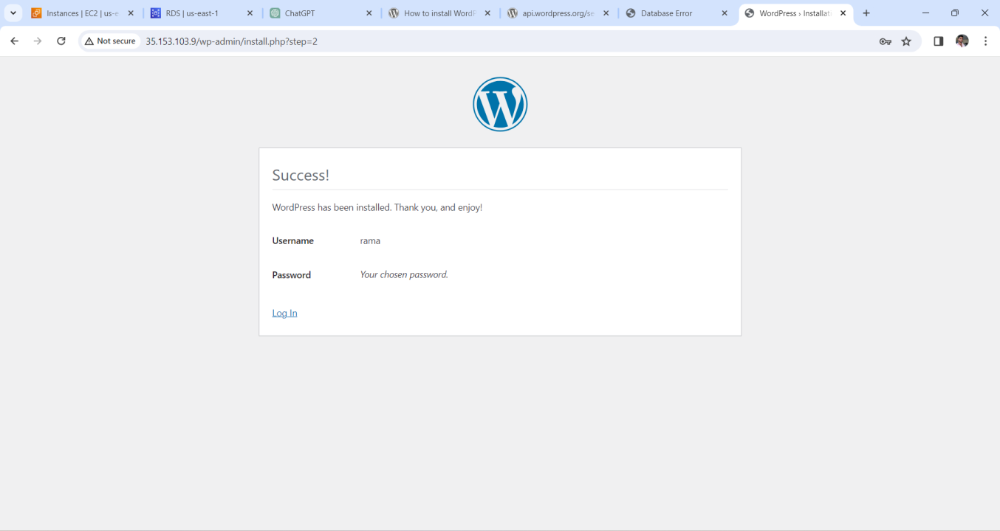 Instances | EC2 | us-e
RDS | us-east-1
ChatGPT
How to install WordP
api.wordpress.org/se
Database Error
WordPress › Installati
Not secure
35.153.103.9/wp-admin/install.php?step=2
Success!
WordPress has been installed. Thank you, and enjoy!
Username rama
Password Your chosen password.
Log In